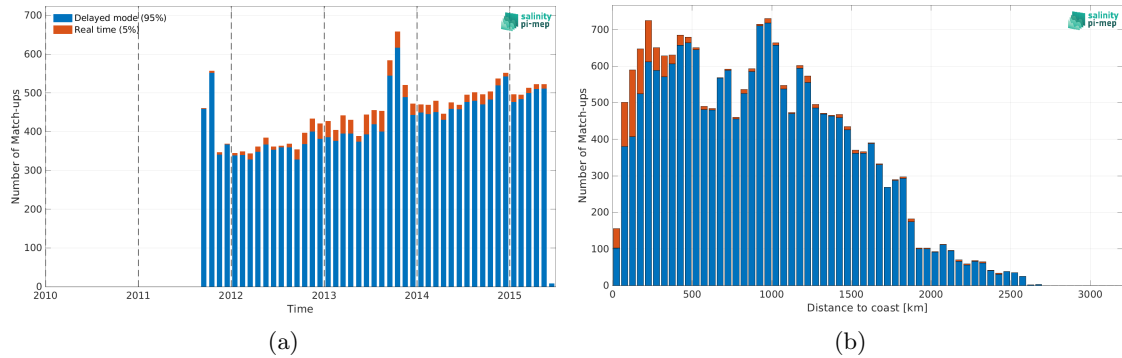 700
600
500
400
300
200
100
0
Number of Match-ups
Delayed mode (95%)
Real time (5%)
salinity
pi-mep
2010 2011 2012 2013 2014 2015
Time
(a)
700
600
500
400
300
200
100
0
Number of Match-ups
salinity
pi-mep
0 500 1000 1500 2000 2500 3000
Distance to coast [km]
(b)